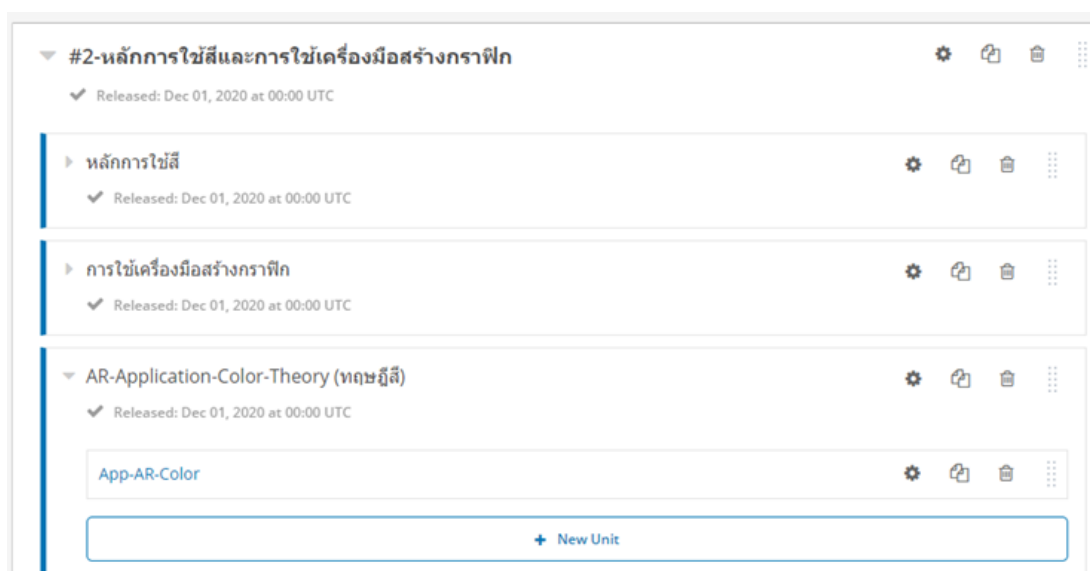 #2-หลักการใช้สีและการใช้เครื่องมือสร้างกราฟิก
Released: Dec 01, 2020 at 00:00 UTC
หลักการใช้สี
Released: Dec 01, 2020 at 00:00 UTC
การใช้เครื่องมือสร้างกราฟิก
Released: Dec 01, 2020 at 00:00 UTC
AR-Application-Color-Theory (ทฤษฎีสี)
Released: Dec 01, 2020 at 00:00 UTC
App-AR-Color
+ New Unit